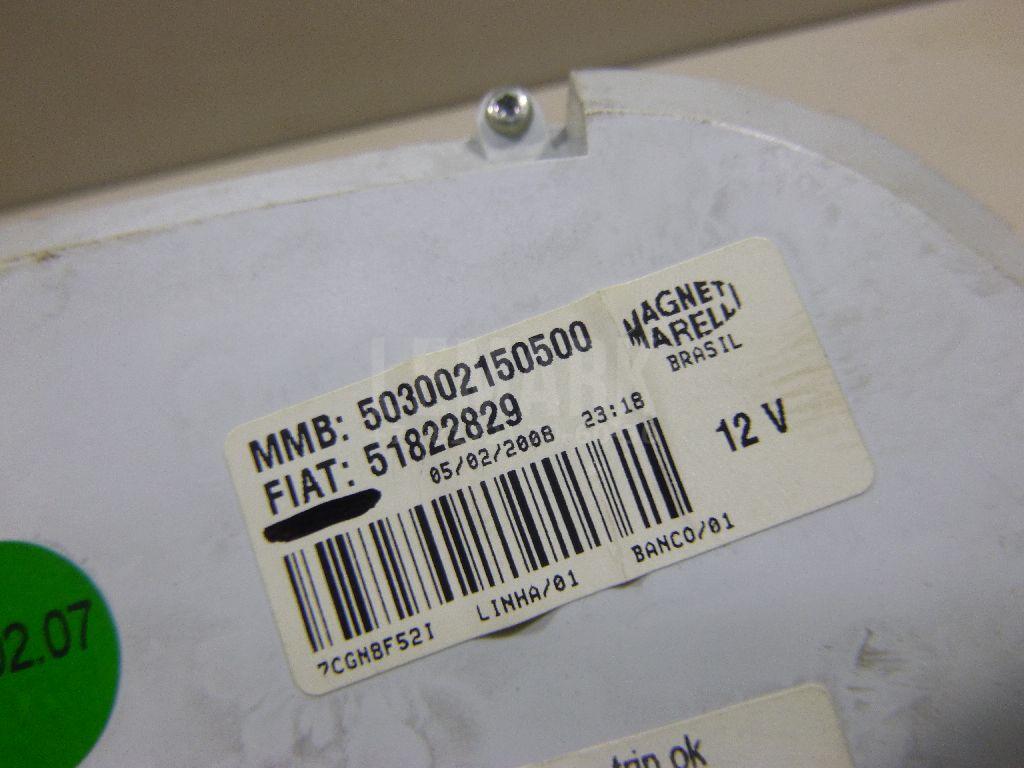 MAGNETI
MARELLI
BRASIL
MMB: 503002150500
FIAT: 51822829
05/02/2008 23:18
12 V
7CGM8F52I LINHA/01 BANCO/01
02.07
trip ok